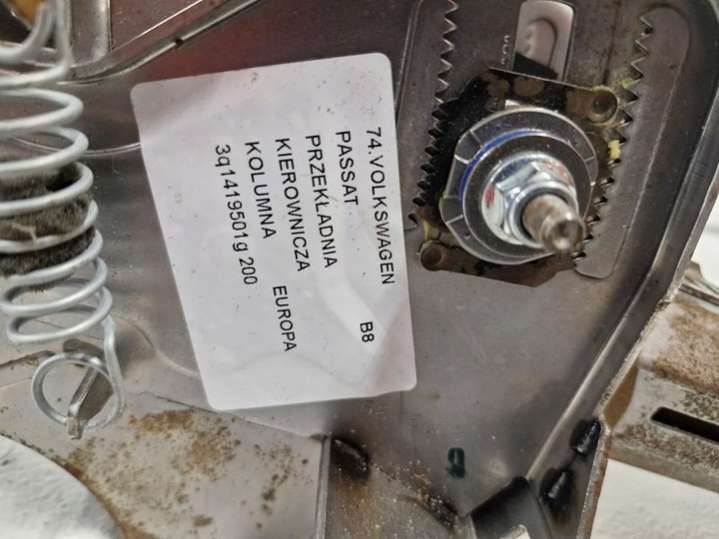 74.VOLKSWAGEN
PASSAT B8
PRZEKŁADNIA
KIEROWNICZA
KOLUMNA EUROPA
3q1419501g 200